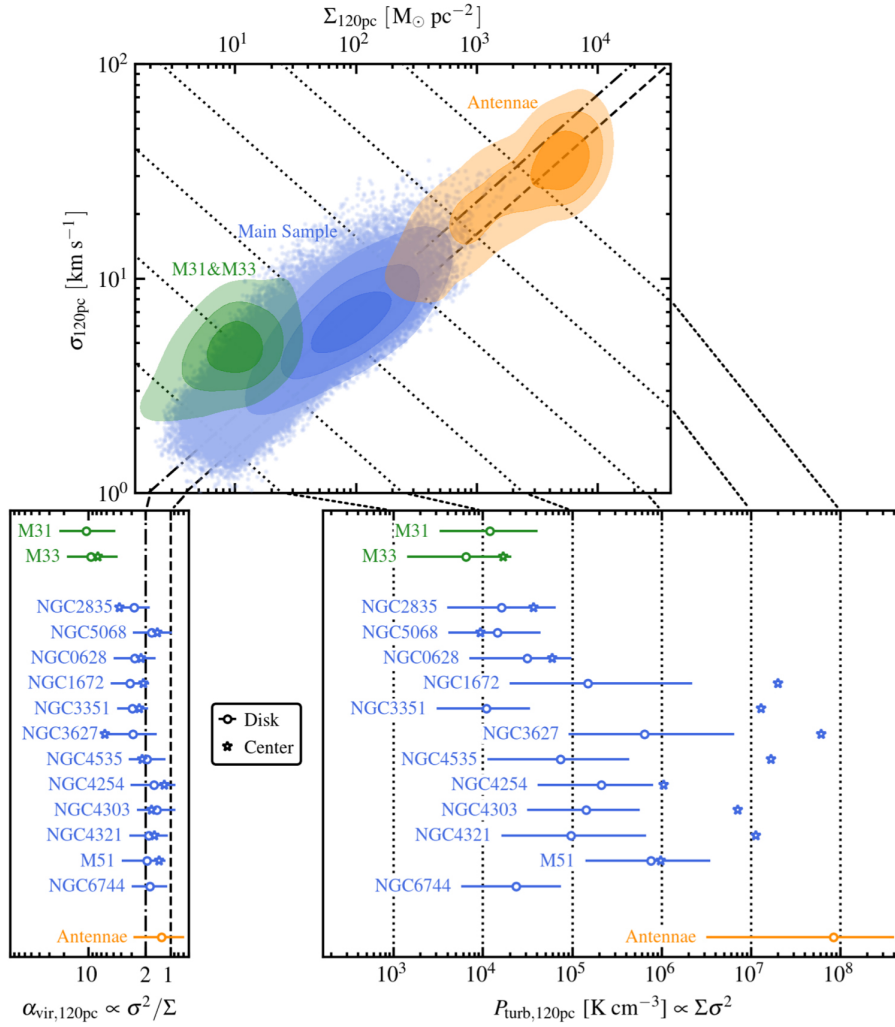 Σ120pc [M⊙ pc−2]
10^1 10^2 10^3 10^4
10^2
Antennae
Main Sample
M31&M33
10^1
σ120pc [km s−1]
10^0
M31 M31
M33 M33
NGC2835 NGC2835
NGC5068 NGC5068
NGC0628 NGC0628
NGC1672 NGC1672
NGC3351 NGC3351
NGC3627 NGC3627
NGC4535 NGC4535
NGC4254 NGC4254
NGC4303 NGC4303
NGC4321 NGC4321
M51 M51
NGC6744 NGC6744
Disk
Center
Antennae Antennae
10 2 1 10^3 10^4 10^5 10^6 10^7 10^8
αvir,120pc ∝ σ^2/Σ Pturb,120pc [K cm−3] ∝ Σσ^2